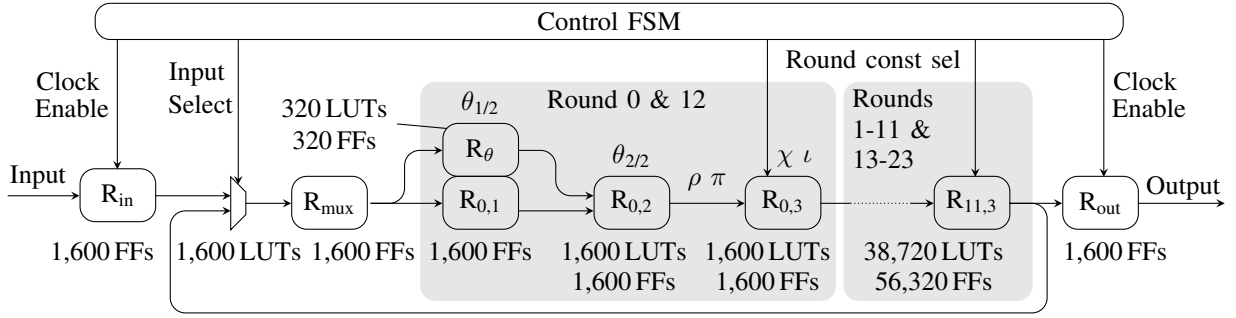 Control FSM
Clock
Enable
Input
Select
Round const sel
Clock
Enable
320 LUTs
320 FFs
θ1/2
Round 0 & 12
Rounds
1-11 &
13-23
Rθ
θ2/2
ρ π
χ ι
Input
Rin
Rmux
R0,1
R0,2
R0,3
R11,3
Rout
Output
1,600 FFs
1,600 LUTs
1,600 FFs
1,600 FFs
1,600 LUTs
1,600 FFs
1,600 LUTs
1,600 FFs
38,720 LUTs
56,320 FFs
1,600 FFs